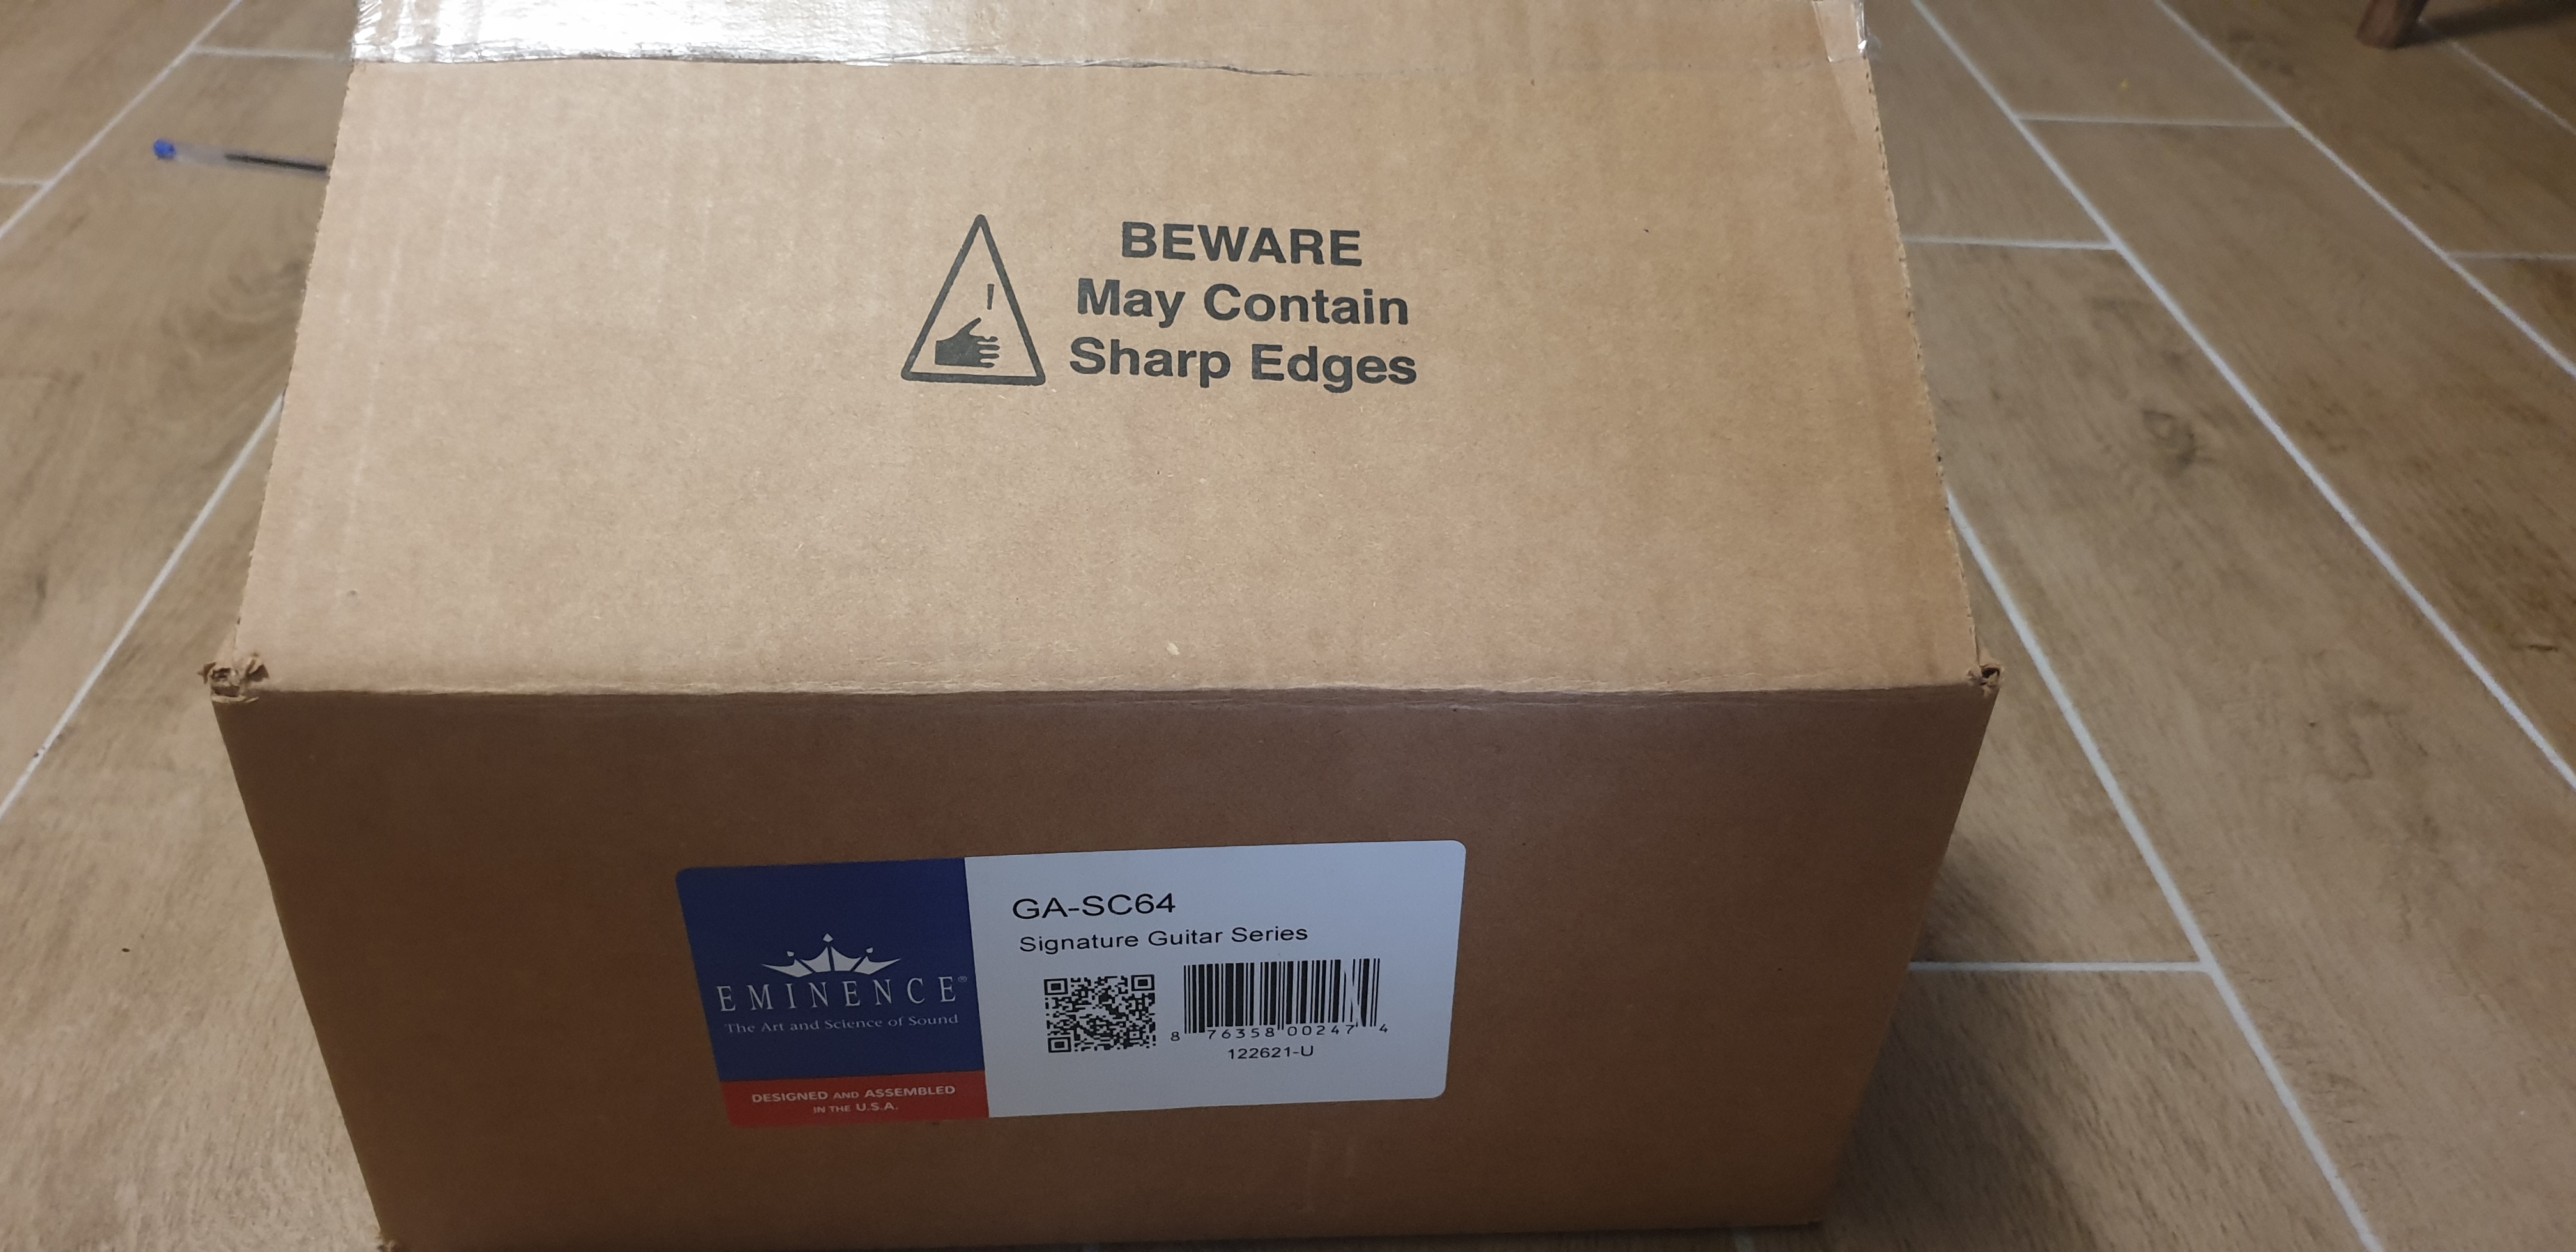 BEWARE
May Contain
Sharp Edges
EMINENCE®
The Art and Science of Sound
DESIGNED AND ASSEMBLED
IN THE U.S.A.
GA-SC64
Signature Guitar Series
8 76358 00247 4
122621-U